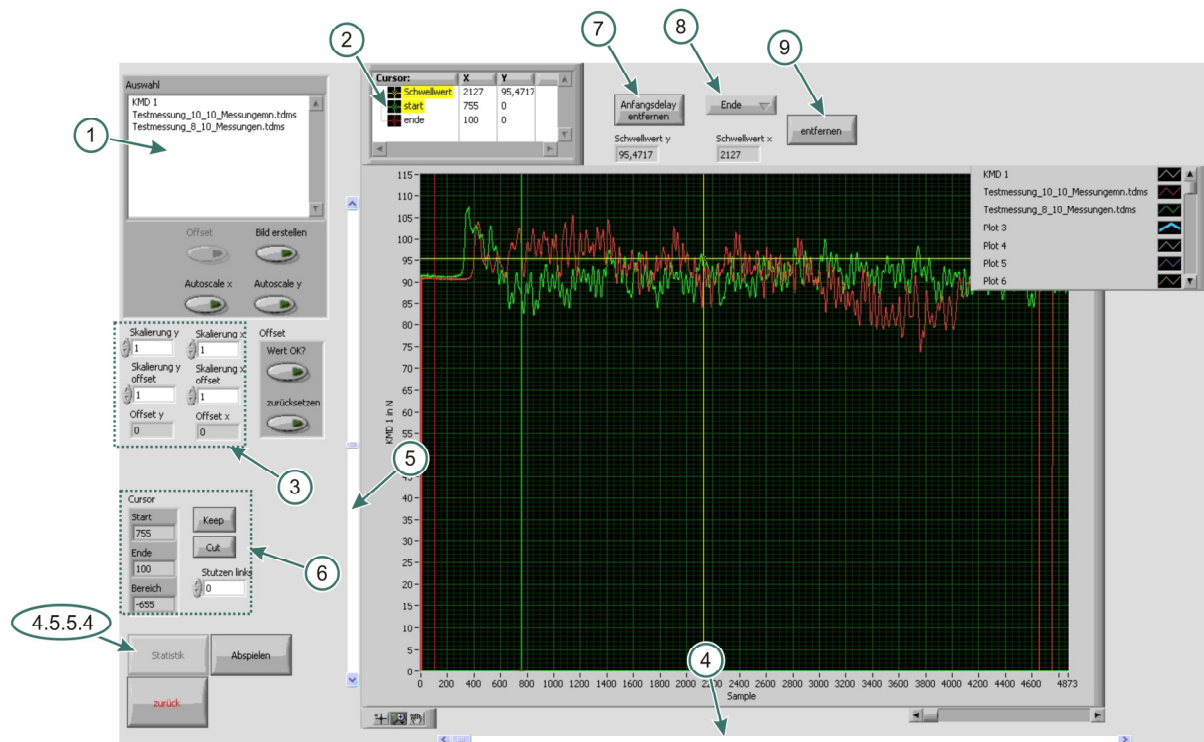 7
8
9
2
1
3
5
6
4.5.5.4
4
Auswahl
KMD 1
Testmessung_10_10_Messungemn.tdms
Testmessung_8_10_Messungen.tdms
Offset
Bild erstellen
Autoscale x
Autoscale y
Skalierung y
Skalierung x
1
1
Skalierung y offset
Skalierung x offset
1
1
Offset y
Offset x
0
0
Offset
Wert OK?
zurücksetzen
Cursor
Start
755
Ende
100
Bereich
-655
Keep
Cut
Stutzen links
0
Statistik
Abspielen
zurück
Cursor: X Y
Schwellwert 2127 95,4717
start 755 0
ende 100 0
Anfangsdelay
entfernen
Ende
entfernen
Schwellwert y
95,4717
Schwellwert x
2127
KMD 1
Testmessung_10_10_Messungemn.tdms
Testmessung_8_10_Messungen.tdms
Plot 3
Plot 4
Plot 5
Plot 6
KMD 1 in N
115
110
105
100
95
90
85
80
75
70
65
60
55
50
45
40
35
30
25
20
15
10
5
0
0 200 400 600 800 1000 1200 1400 1600 1800 2000 2200 2400 2600 2800 3000 3200 3400 3600 3800 4000 4200 4400 4600 4873
Sample